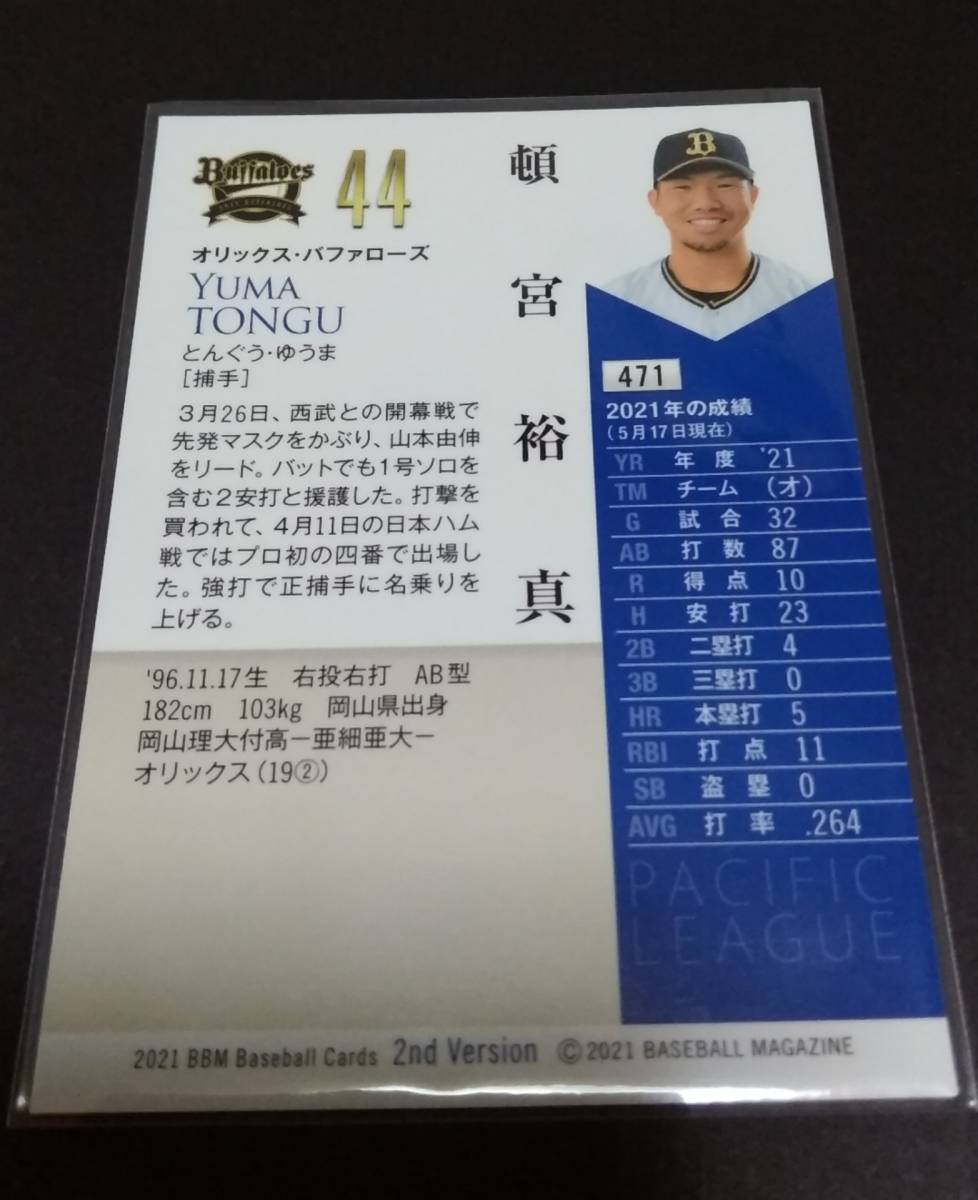 Buffaloes
44
オリックス・バファローズ
YUMA
TONGU
とんぐう・ゆうま
［捕手］
3月26日、西武との開幕戦で
先発マスクをかぶり、山本由伸
をリード。バットでも1号ソロを
含む2安打と援護した。打撃を
買われて、4月11日の日本ハム
戦ではプロ初の四番で出場し
た。強打で正捕手に名乗りを
上げる。
頓宮裕真
'96.11.17生 右投右打 AB型
182cm 103kg 岡山県出身
岡山理大付高－亜細亜大－
オリックス（19②）
B
471
2021年の成績
（5月17日現在）
YR 年度 '21
TM チーム （オ）
G 試合 32
AB 打数 87
R 得点 10
H 安打 23
2B 二塁打 4
3B 三塁打 0
HR 本塁打 5
RBI 打点 11
SB 盗塁 0
AVG 打率 .264
PACIFIC
LEAGUE
2021 BBM Baseball Cards 2nd Version ©2021 BASEBALL MAGAZINE